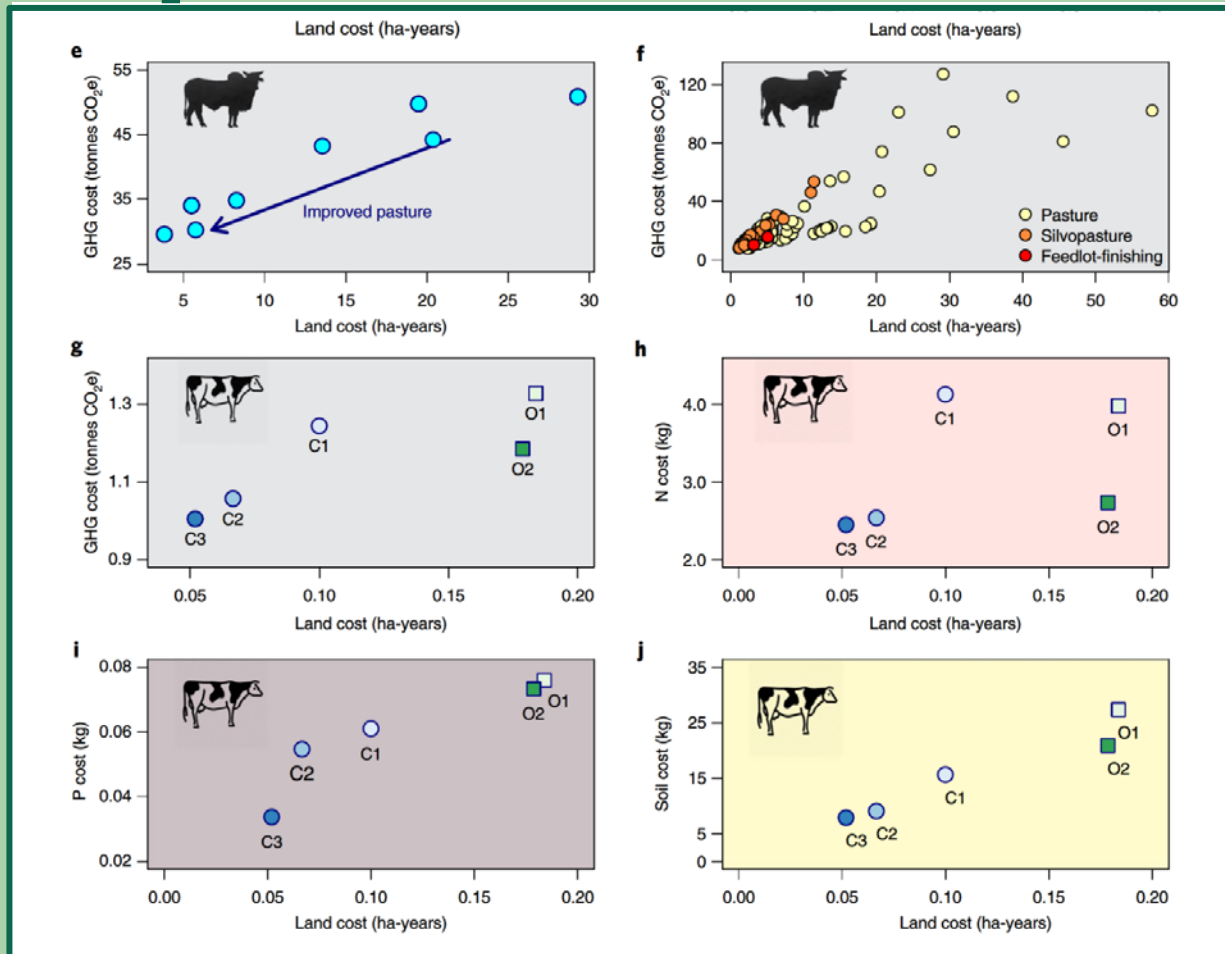 Land cost (ha-years)
Land cost (ha-years)
e
GHG cost (tonnes CO₂e)
55
45
35
25
Improved pasture
5
10
15
20
25
30
Land cost (ha-years)
f
GHG cost (tonnes CO₂e)
120
80
40
0
Pasture
Silvopasture
Feedlot-finishing
0
10
20
30
40
50
60
Land cost (ha-years)
g
GHG cost (tonnes CO₂e)
1.3
1.1
0.9
O1
C1
O2
C2
C3
0.05
0.10
0.15
0.20
Land cost (ha-years)
h
N cost (kg)
4.0
3.0
2.0
C1
O1
O2
C3
C2
0.00
0.05
0.10
0.15
0.20
Land cost (ha-years)
i
P cost (kg)
0.08
0.06
0.04
0.02
O1
O2
C1
C2
C3
0.00
0.05
0.10
0.15
0.20
Land cost (ha-years)
j
Soil cost (kg)
35
25
15
5
0
O1
O2
C1
C3
C2
0.00
0.05
0.10
0.15
0.20
Land cost (ha-years)